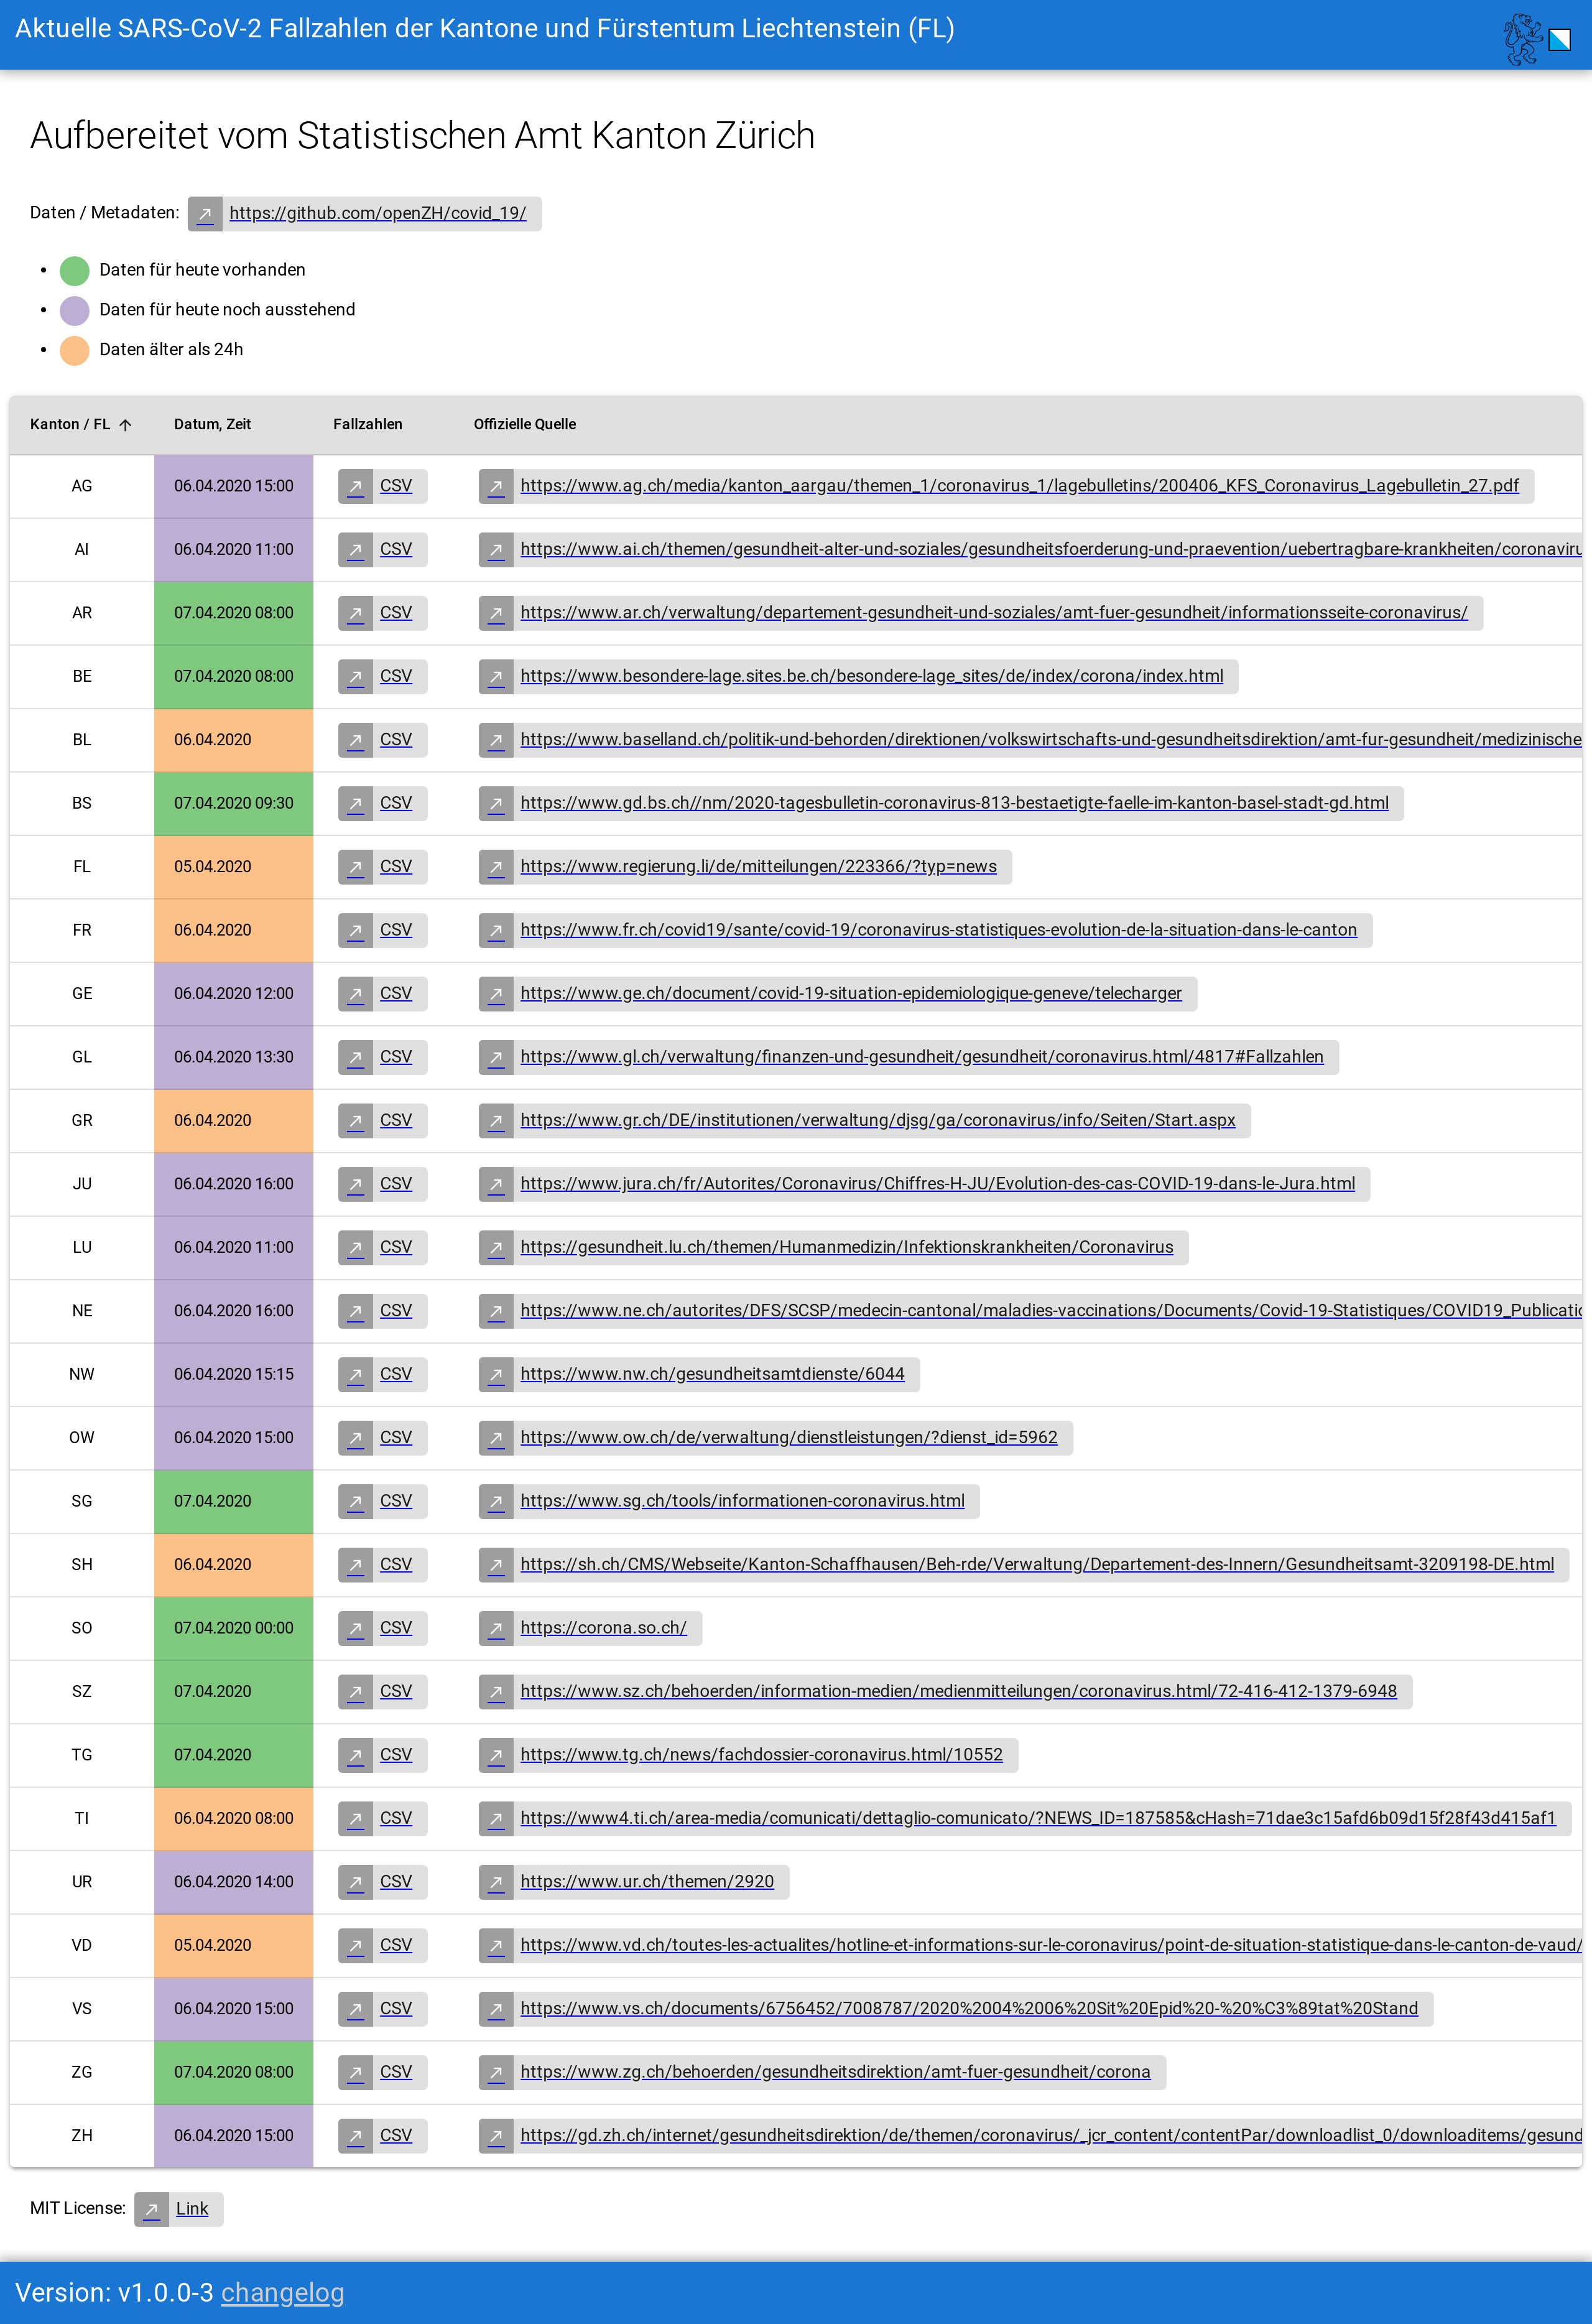 Aktuelle SARS-CoV-2 Fallzahlen der Kantone und Fürstentum Liechtenstein (FL)
Aufbereitet vom Statistischen Amt Kanton Zürich
Daten / Metadaten: https://github.com/openZH/covid_19/
Daten für heute vorhanden
Daten für heute noch ausstehend
Daten älter als 24h
Kanton / FL Datum, Zeit Fallzahlen Offizielle Quelle
AG 06.04.2020 15:00 CSV https://www.ag.ch/media/kanton_aargau/themen_1/coronavirus_1/lagebulletins/200406_KFS_Coronavirus_Lagebulletin_27.pdf
AI 06.04.2020 11:00 CSV https://www.ai.ch/themen/gesundheit-alter-und-soziales/gesundheitsfoerderung-und-praevention/uebertragbare-krankheiten/coronaviru
AR 07.04.2020 08:00 CSV https://www.ar.ch/verwaltung/departement-gesundheit-und-soziales/amt-fuer-gesundheit/informationsseite-coronavirus/
BE 07.04.2020 08:00 CSV https://www.besondere-lage.sites.be.ch/besondere-lage_sites/de/index/corona/index.html
BL 06.04.2020 CSV https://www.baselland.ch/politik-und-behorden/direktionen/volkswirtschafts-und-gesundheitsdirektion/amt-fur-gesundheit/medizinische
BS 07.04.2020 09:30 CSV https://www.gd.bs.ch//nm/2020-tagesbulletin-coronavirus-813-bestaetigte-faelle-im-kanton-basel-stadt-gd.html
FL 05.04.2020 CSV https://www.regierung.li/de/mitteilungen/223366/?typ=news
FR 06.04.2020 CSV https://www.fr.ch/covid19/sante/covid-19/coronavirus-statistiques-evolution-de-la-situation-dans-le-canton
GE 06.04.2020 12:00 CSV https://www.ge.ch/document/covid-19-situation-epidemiologique-geneve/telecharger
GL 06.04.2020 13:30 CSV https://www.gl.ch/verwaltung/finanzen-und-gesundheit/gesundheit/coronavirus.html/4817#Fallzahlen
GR 06.04.2020 CSV https://www.gr.ch/DE/institutionen/verwaltung/djsg/ga/coronavirus/info/Seiten/Start.aspx
JU 06.04.2020 16:00 CSV https://www.jura.ch/fr/Autorites/Coronavirus/Chiffres-H-JU/Evolution-des-cas-COVID-19-dans-le-Jura.html
LU 06.04.2020 11:00 CSV https://gesundheit.lu.ch/themen/Humanmedizin/Infektionskrankheiten/Coronavirus
NE 06.04.2020 16:00 CSV https://www.ne.ch/autorites/DFS/SCSP/medecin-cantonal/maladies-vaccinations/Documents/Covid-19-Statistiques/COVID19_Publicatio
NW 06.04.2020 15:15 CSV https://www.nw.ch/gesundheitsamtdienste/6044
OW 06.04.2020 15:00 CSV https://www.ow.ch/de/verwaltung/dienstleistungen/?dienst_id=5962
SG 07.04.2020 CSV https://www.sg.ch/tools/informationen-coronavirus.html
SH 06.04.2020 CSV https://sh.ch/CMS/Webseite/Kanton-Schaffhausen/Beh-rde/Verwaltung/Departement-des-Innern/Gesundheitsamt-3209198-DE.html
SO 07.04.2020 00:00 CSV https://corona.so.ch/
SZ 07.04.2020 CSV https://www.sz.ch/behoerden/information-medien/medienmitteilungen/coronavirus.html/72-416-412-1379-6948
TG 07.04.2020 CSV https://www.tg.ch/news/fachdossier-coronavirus.html/10552
TI 06.04.2020 08:00 CSV https://www4.ti.ch/area-media/comunicati/dettaglio-comunicato/?NEWS_ID=187585&cHash=71dae3c15afd6b09d15f28f43d415af1
UR 06.04.2020 14:00 CSV https://www.ur.ch/themen/2920
VD 05.04.2020 CSV https://www.vd.ch/toutes-les-actualites/hotline-et-informations-sur-le-coronavirus/point-de-situation-statistique-dans-le-canton-de-vaud/
VS 06.04.2020 15:00 CSV https://www.vs.ch/documents/6756452/7008787/2020%2004%2006%20Sit%20Epid%20-%20%C3%89tat%20Stand
ZG 07.04.2020 08:00 CSV https://www.zg.ch/behoerden/gesundheitsdirektion/amt-fuer-gesundheit/corona
ZH 06.04.2020 15:00 CSV https://gd.zh.ch/internet/gesundheitsdirektion/de/themen/coronavirus/_jcr_content/contentPar/downloadlist_0/downloaditems/gesund
MIT License: Link
Version: v1.0.0-3 changelog